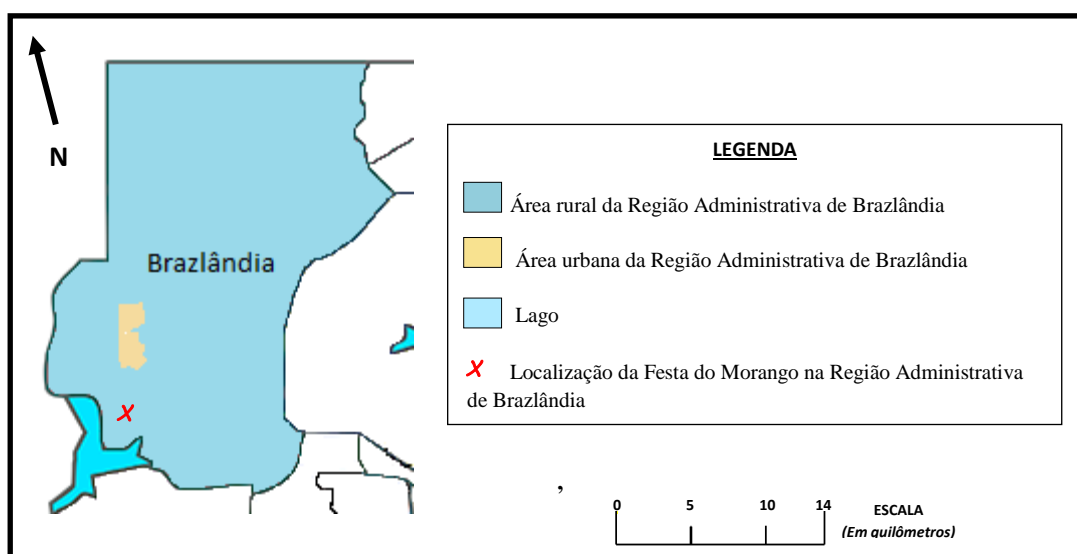 N
Brazlândia
LEGENDA
Área rural da Região Administrativa de Brazlândia
Área urbana da Região Administrativa de Brazlândia
Lago
X Localização da Festa do Morango na Região Administrativa
de Brazlândia
,
0 5 10 14
ESCALA
(Em quilômetros)